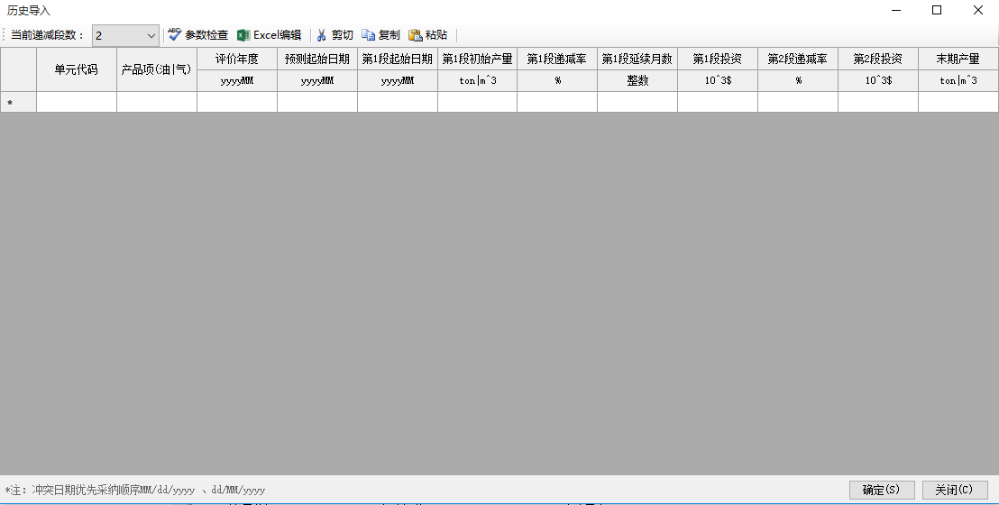 历史导入
当前递减段数： 2 参数检查 Excel编辑 剪切 复制 粘贴
单元代码 产品项(油|气) 评价年度 预测起始日期 第1段起始日期 第1段初始产量 第1段递减率 第1段延续月数 第1段投资 第2段递减率 第2段投资 末期产量
yyyyMM yyyyMM yyyyMM ton|m^3 % 整数 10^3$ % 10^3$ ton|m^3
*
*注：冲突日期优先采纳顺序MM/dd/yyyy 、dd/MM/yyyy 确定(S) 关闭(C)